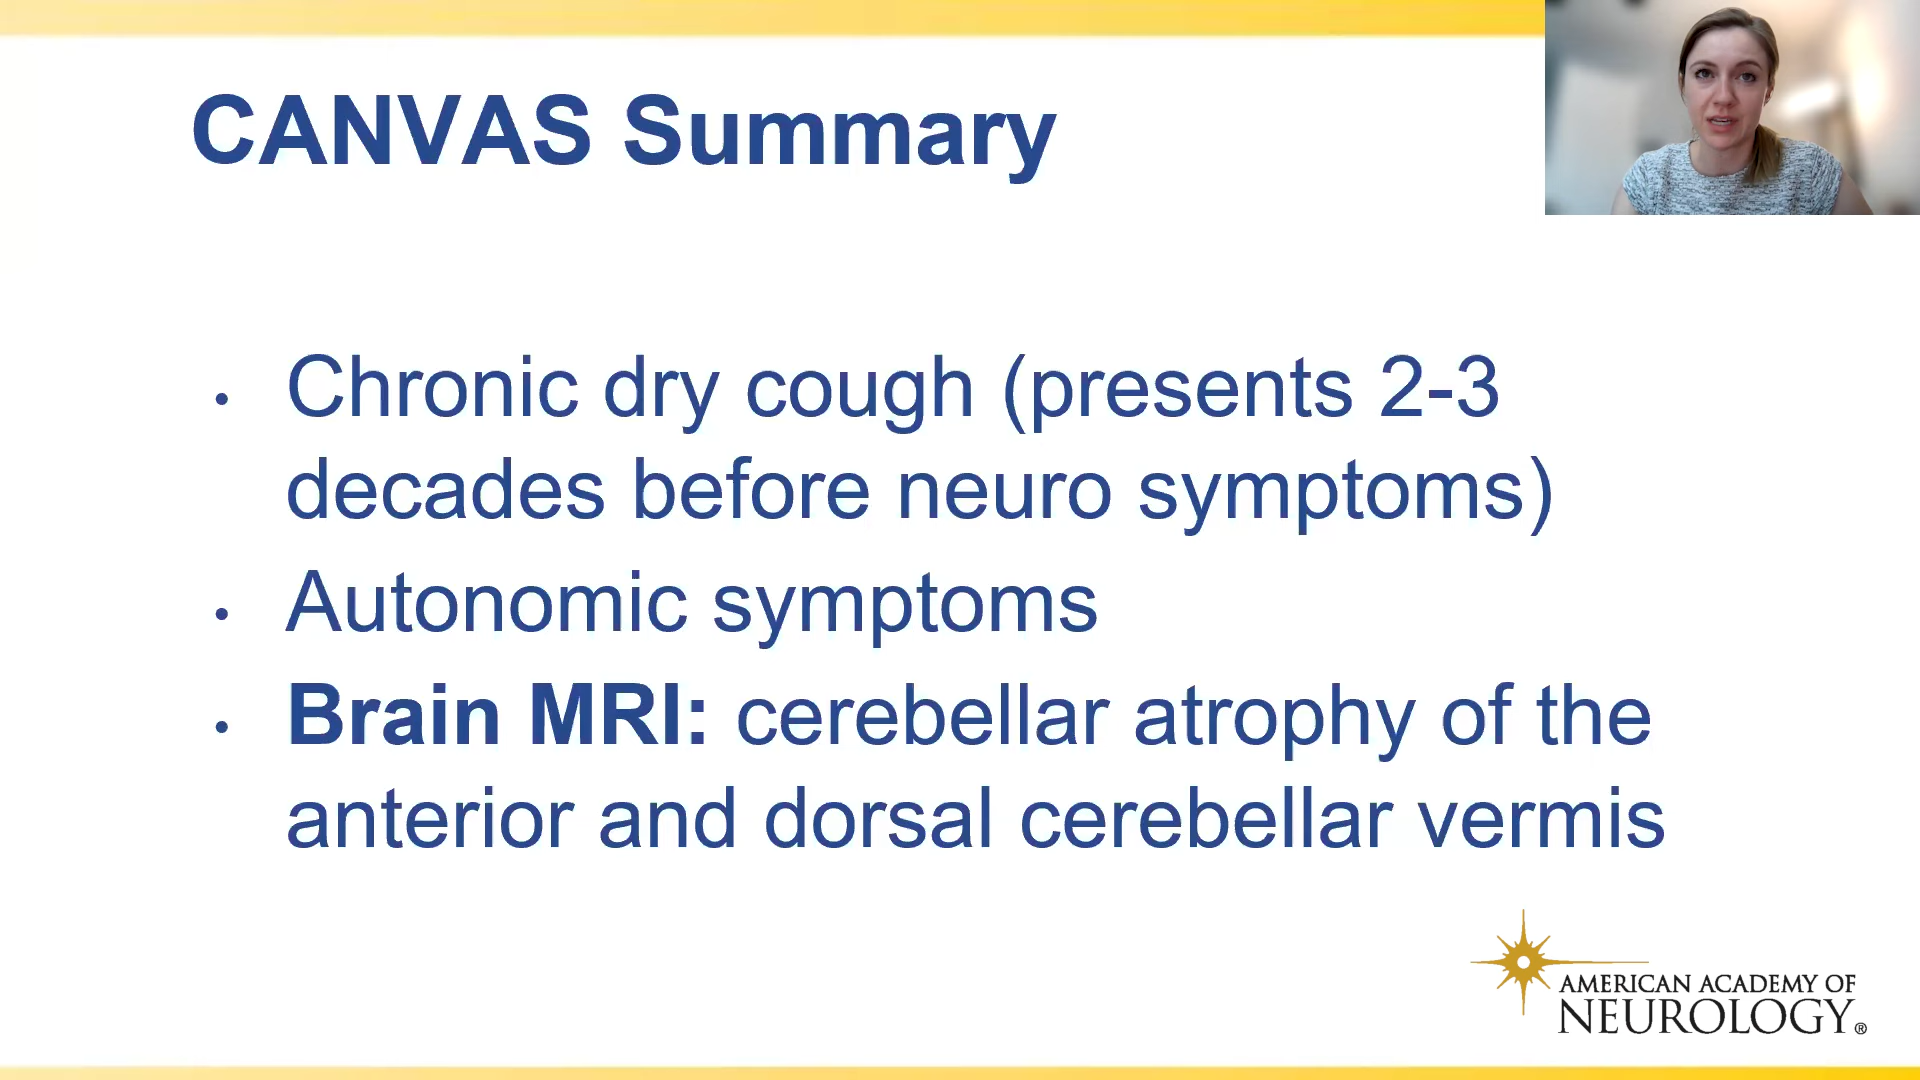 CANVAS Summary
• Chronic dry cough (presents 2-3
decades before neuro symptoms)
• Autonomic symptoms
• Brain MRI: cerebellar atrophy of the
anterior and dorsal cerebellar vermis
AMERICAN ACADEMY OF
NEUROLOGY®